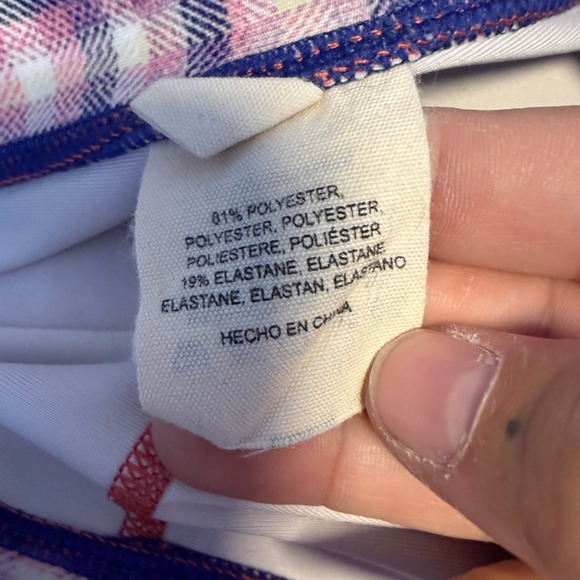 81% POLYESTER,
POLYESTER, POLYESTER,
POLIESTERE, POLIÉSTER
19% ELASTANE, ELASTANE
ELASTANE, ELASTAN, ELASTANO
HECHO EN CHINA